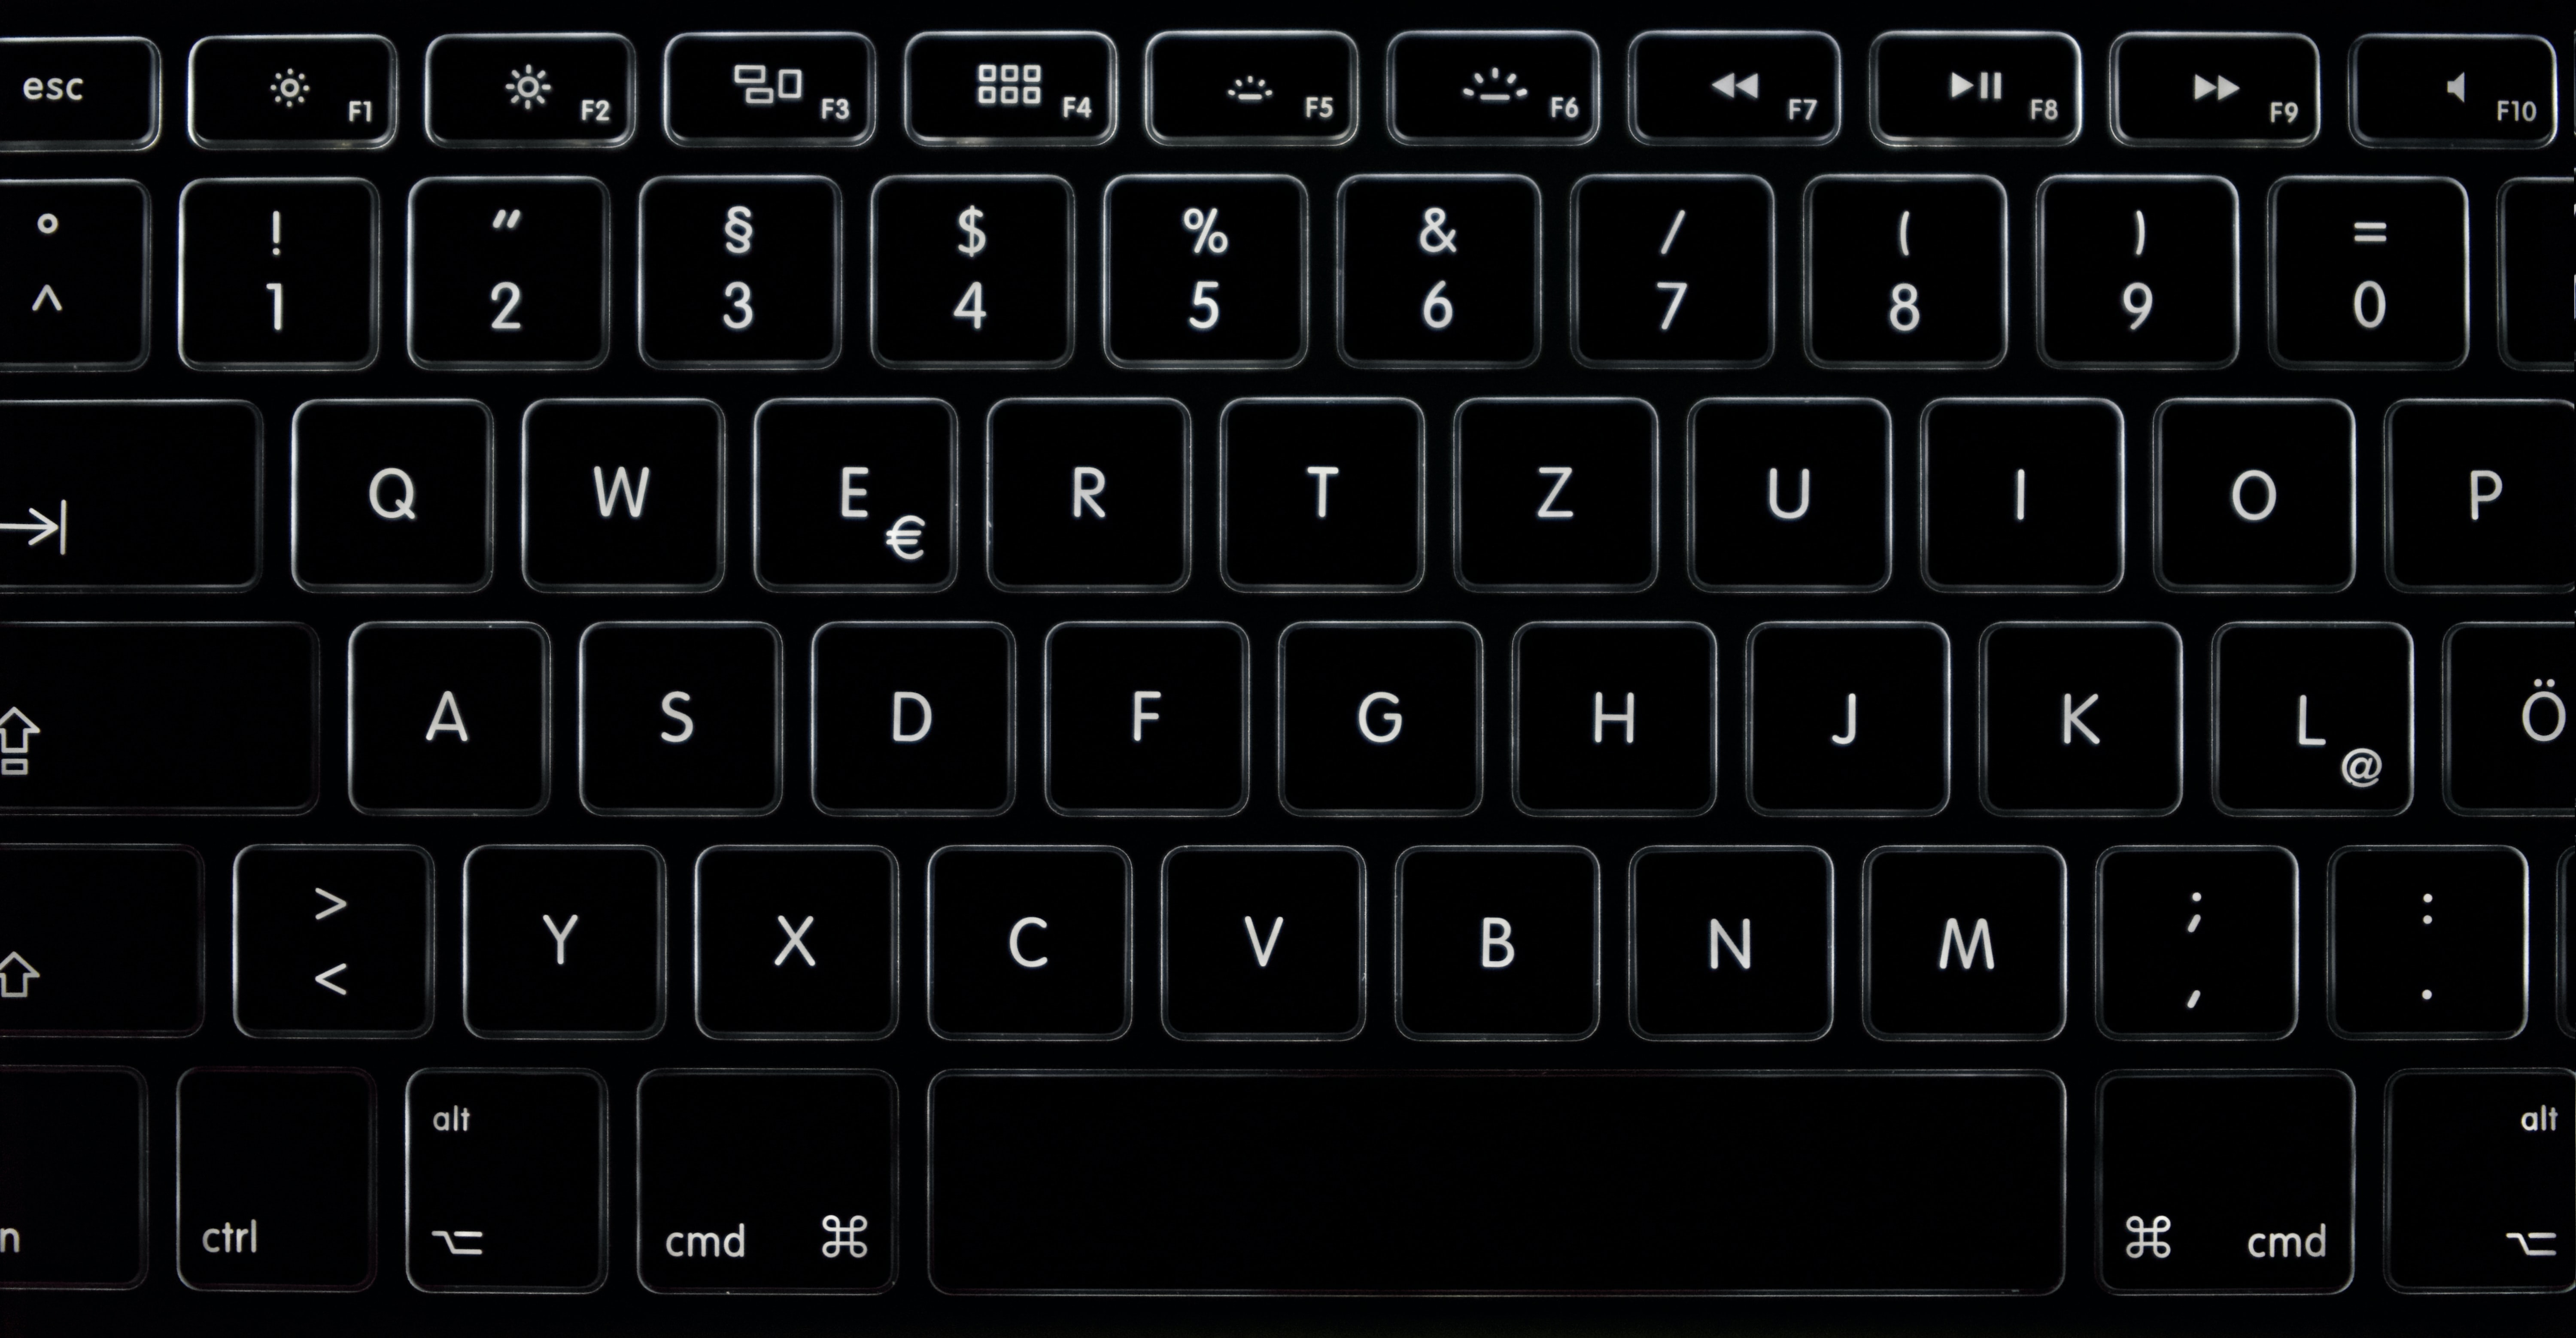 esc F1 F2 F3 F4 F5 F6 F7 F8 F9 F10
° ! " § $ % & / ( ) =
^ 1 2 3 4 5 6 7 8 9 0
Q W E € R T Z U I O P
A S D F G H J K L @ Ö
> ; :
< Y X C V B N M , .
alt alt
n ctrl ⌥ cmd ⌘ ⌘ cmd ⌥